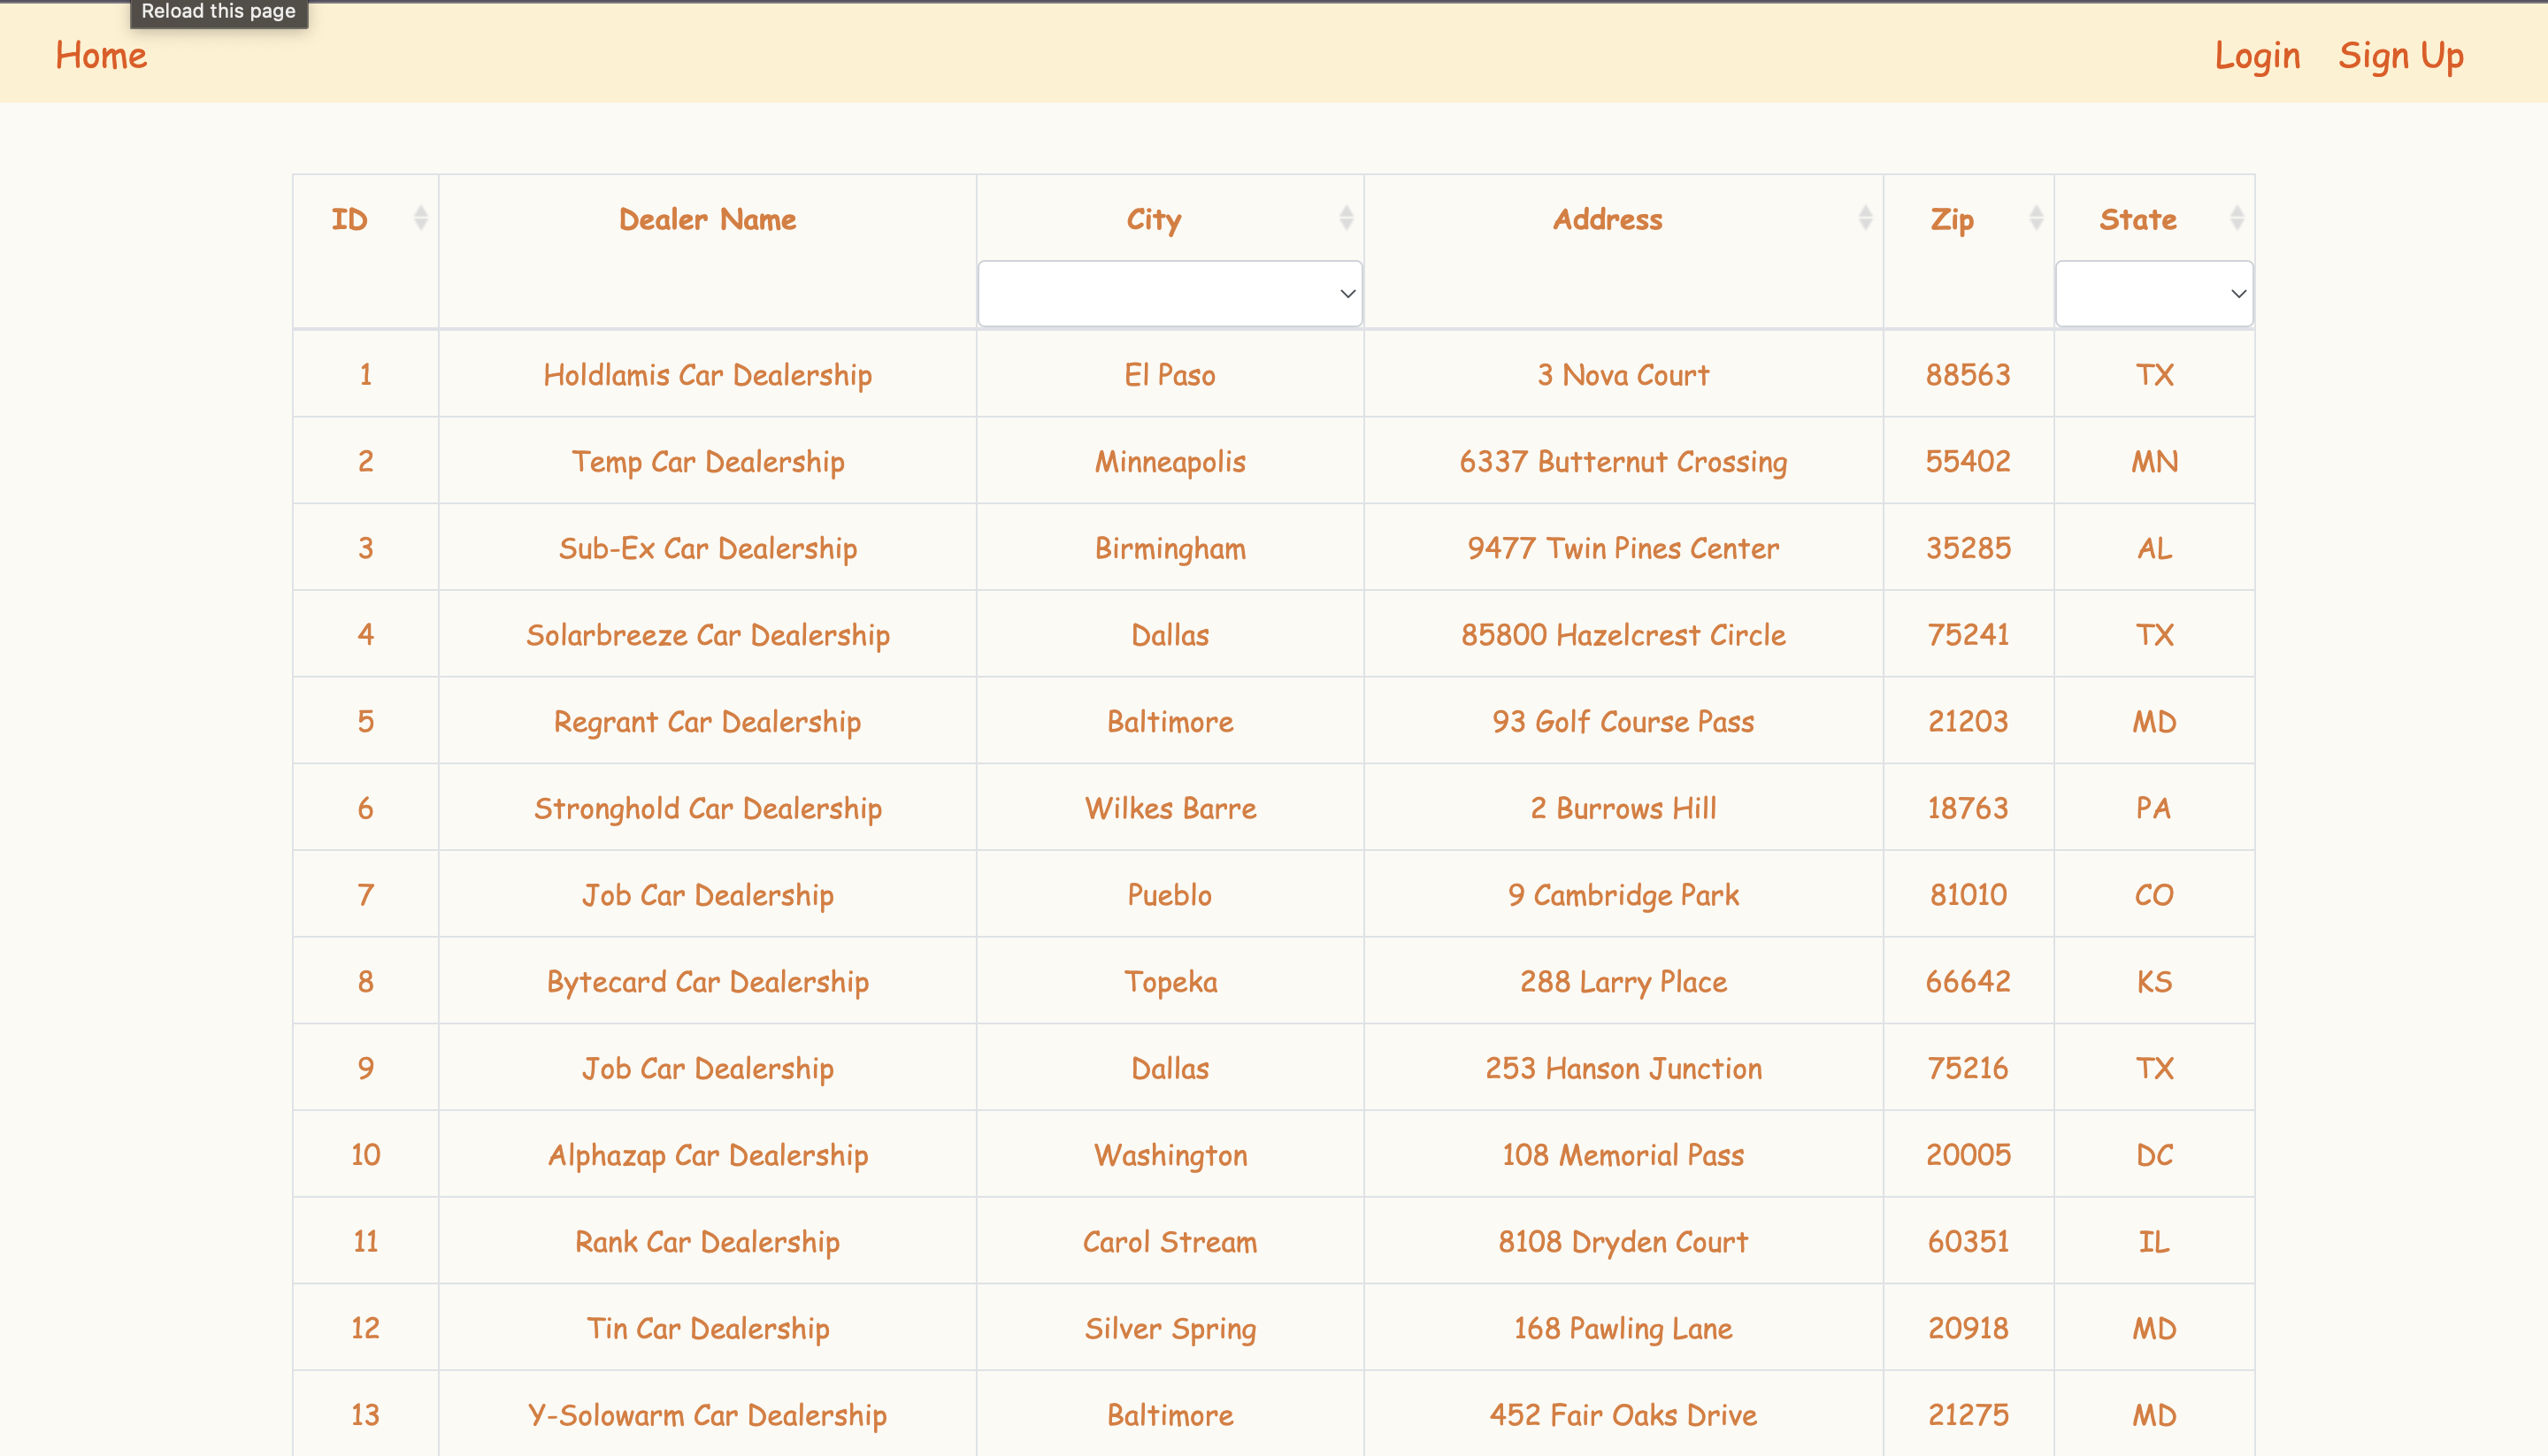 Reload this page
Home Login Sign Up
ID Dealer Name City Address Zip State
1 Holdlamis Car Dealership El Paso 3 Nova Court 88563 TX
2 Temp Car Dealership Minneapolis 6337 Butternut Crossing 55402 MN
3 Sub-Ex Car Dealership Birmingham 9477 Twin Pines Center 35285 AL
4 Solarbreeze Car Dealership Dallas 85800 Hazelcrest Circle 75241 TX
5 Regrant Car Dealership Baltimore 93 Golf Course Pass 21203 MD
6 Stronghold Car Dealership Wilkes Barre 2 Burrows Hill 18763 PA
7 Job Car Dealership Pueblo 9 Cambridge Park 81010 CO
8 Bytecard Car Dealership Topeka 288 Larry Place 66642 KS
9 Job Car Dealership Dallas 253 Hanson Junction 75216 TX
10 Alphazap Car Dealership Washington 108 Memorial Pass 20005 DC
11 Rank Car Dealership Carol Stream 8108 Dryden Court 60351 IL
12 Tin Car Dealership Silver Spring 168 Pawling Lane 20918 MD
13 Y-Solowarm Car Dealership Baltimore 452 Fair Oaks Drive 21275 MD